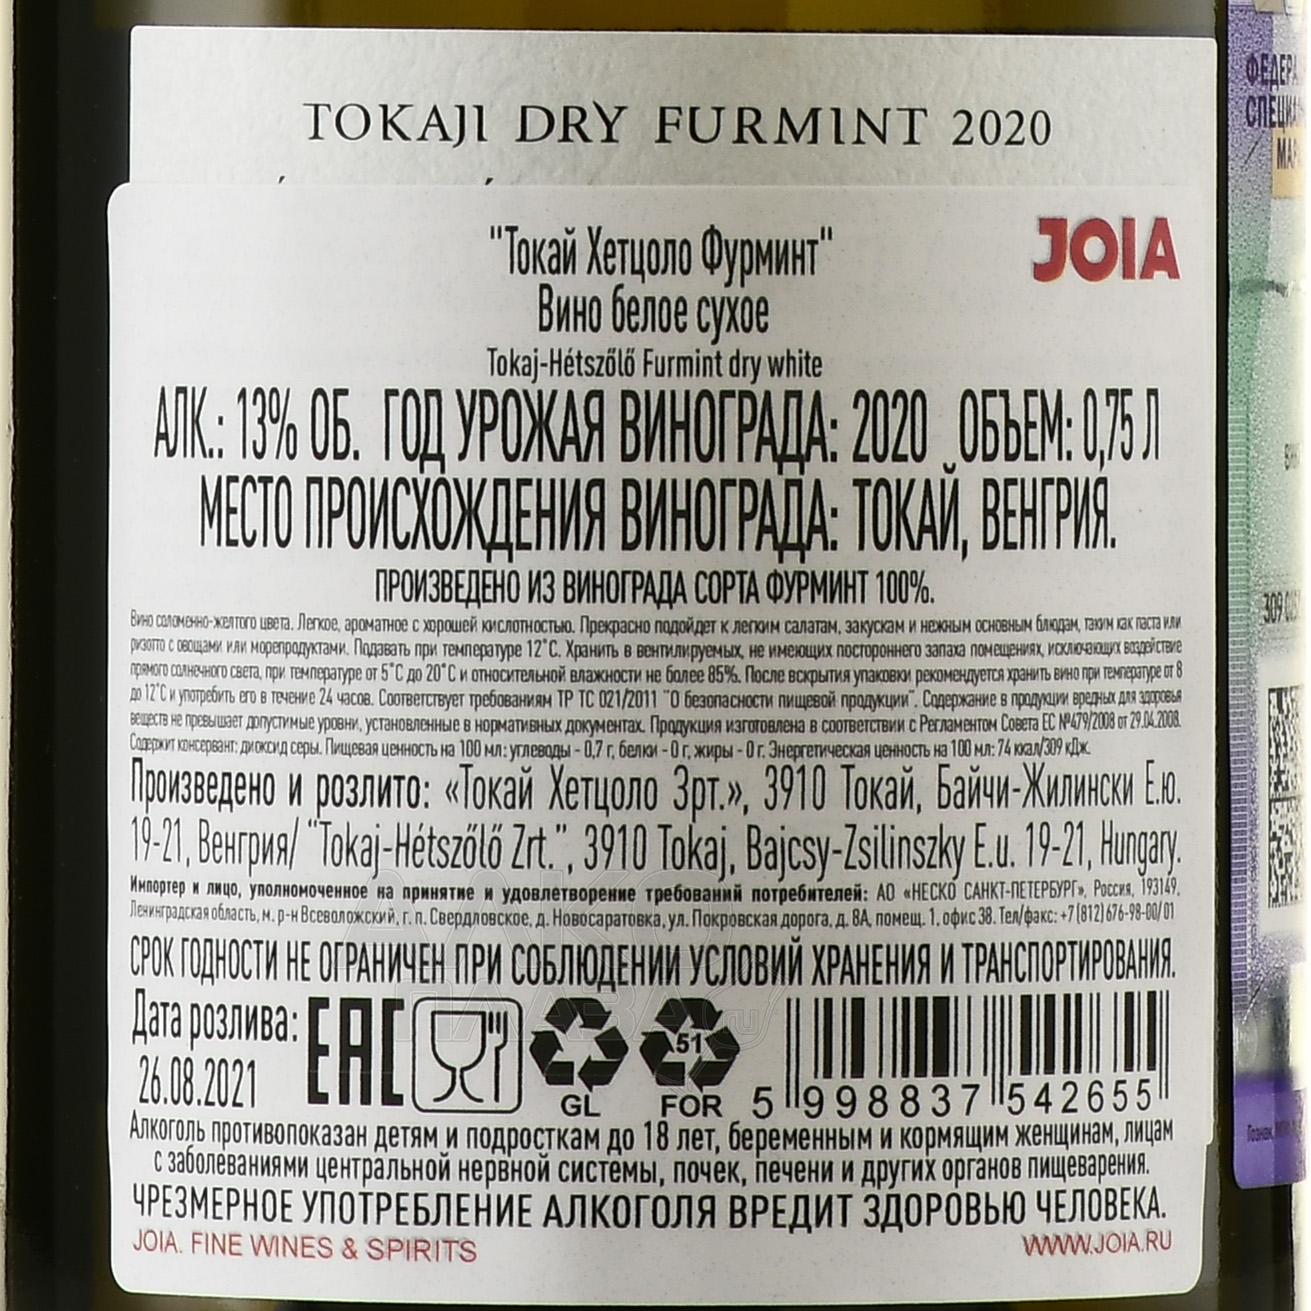 TOKAJI DRY FURMINT 2020
JOIA
"Токай Хетцоло Фурминт"
Вино белое сухое
Tokaj-Hétszőlő Furmint dry white
АЛК.: 13% ОБ. ГОД УРОЖАЯ ВИНОГРАДА: 2020 ОБЪЕМ: 0,75 Л
МЕСТО ПРОИСХОЖДЕНИЯ ВИНОГРАДА: ТОКАЙ, ВЕНГРИЯ.
ПРОИЗВЕДЕНО ИЗ ВИНОГРАДА СОРТА ФУРМИНТ 100%.
Вино соломенно-желтого цвета. Легкое, ароматное с хорошей кислотностью. Прекрасно подойдет к легким салатам, закускам и нежным основным блюдам, таким как паста или
ризотто с овощами или морепродуктами. Подавать при температуре 12°С. Хранить в вентилируемых, не имеющих постороннего запаха помещениях, исключающих воздействие
прямого солнечного света, при температуре от 5°С до 20°С и относительной влажности не более 85%. После вскрытия упаковки рекомендуется хранить вино при температуре от 8
до 12°С и употребить его в течение 24 часов. Соответствует требованиям ТР ТС 021/2011 "О безопасности пищевой продукции". Содержание в продукции вредных для здоровья
веществ не превышает допустимые уровни, установленные в нормативных документах. Продукция изготовлена в соответствии с Регламентом Совета ЕС №479/2008 от 29.04.2008.
Содержит консервант: диоксид серы. Пищевая ценность на 100 мл: углеводы - 0,7 г, белки - 0 г, жиры - 0 г. Энергетическая ценность на 100 мл: 74 ккал/309 кДж.
Произведено и розлито: «Токай Хетцоло Зрт.», 3910 Токай, Байчи-Жилински Е.ю.
19-21, Венгрия/ "Tokaj-Hétszőlő Zrt.", 3910 Tokaj, Bajcsy-Zsilinszky E.u. 19-21, Hungary.
Импортер и лицо, уполномоченное на принятие и удовлетворение требований потребителей: АО «НЕСКО САНКТ-ПЕТЕРБУРГ», Россия, 193149,
Ленинградская область, м. р-н Всеволожский, г. п. Свердловское, д. Новосаратовка, ул. Покровская дорога, д. 8А, помещ. 1, офис 38. Тел/факс: +7 (812) 676-98-00/01
СРОК ГОДНОСТИ НЕ ОГРАНИЧЕН ПРИ СОБЛЮДЕНИИ УСЛОВИЙ ХРАНЕНИЯ И ТРАНСПОРТИРОВАНИЯ.
Дата розлива:
26.08.2021
EAC
GL
51
FOR
5 998837 542655
Алкоголь противопоказан детям и подросткам до 18 лет, беременным и кормящим женщинам, лицам
с заболеваниями центральной нервной системы, почек, печени и других органов пищеварения.
ЧРЕЗМЕРНОЕ УПОТРЕБЛЕНИЕ АЛКОГОЛЯ ВРЕДИТ ЗДОРОВЬЮ ЧЕЛОВЕКА.
JOIA. FINE WINES & SPIRITS
WWW.JOIA.RU